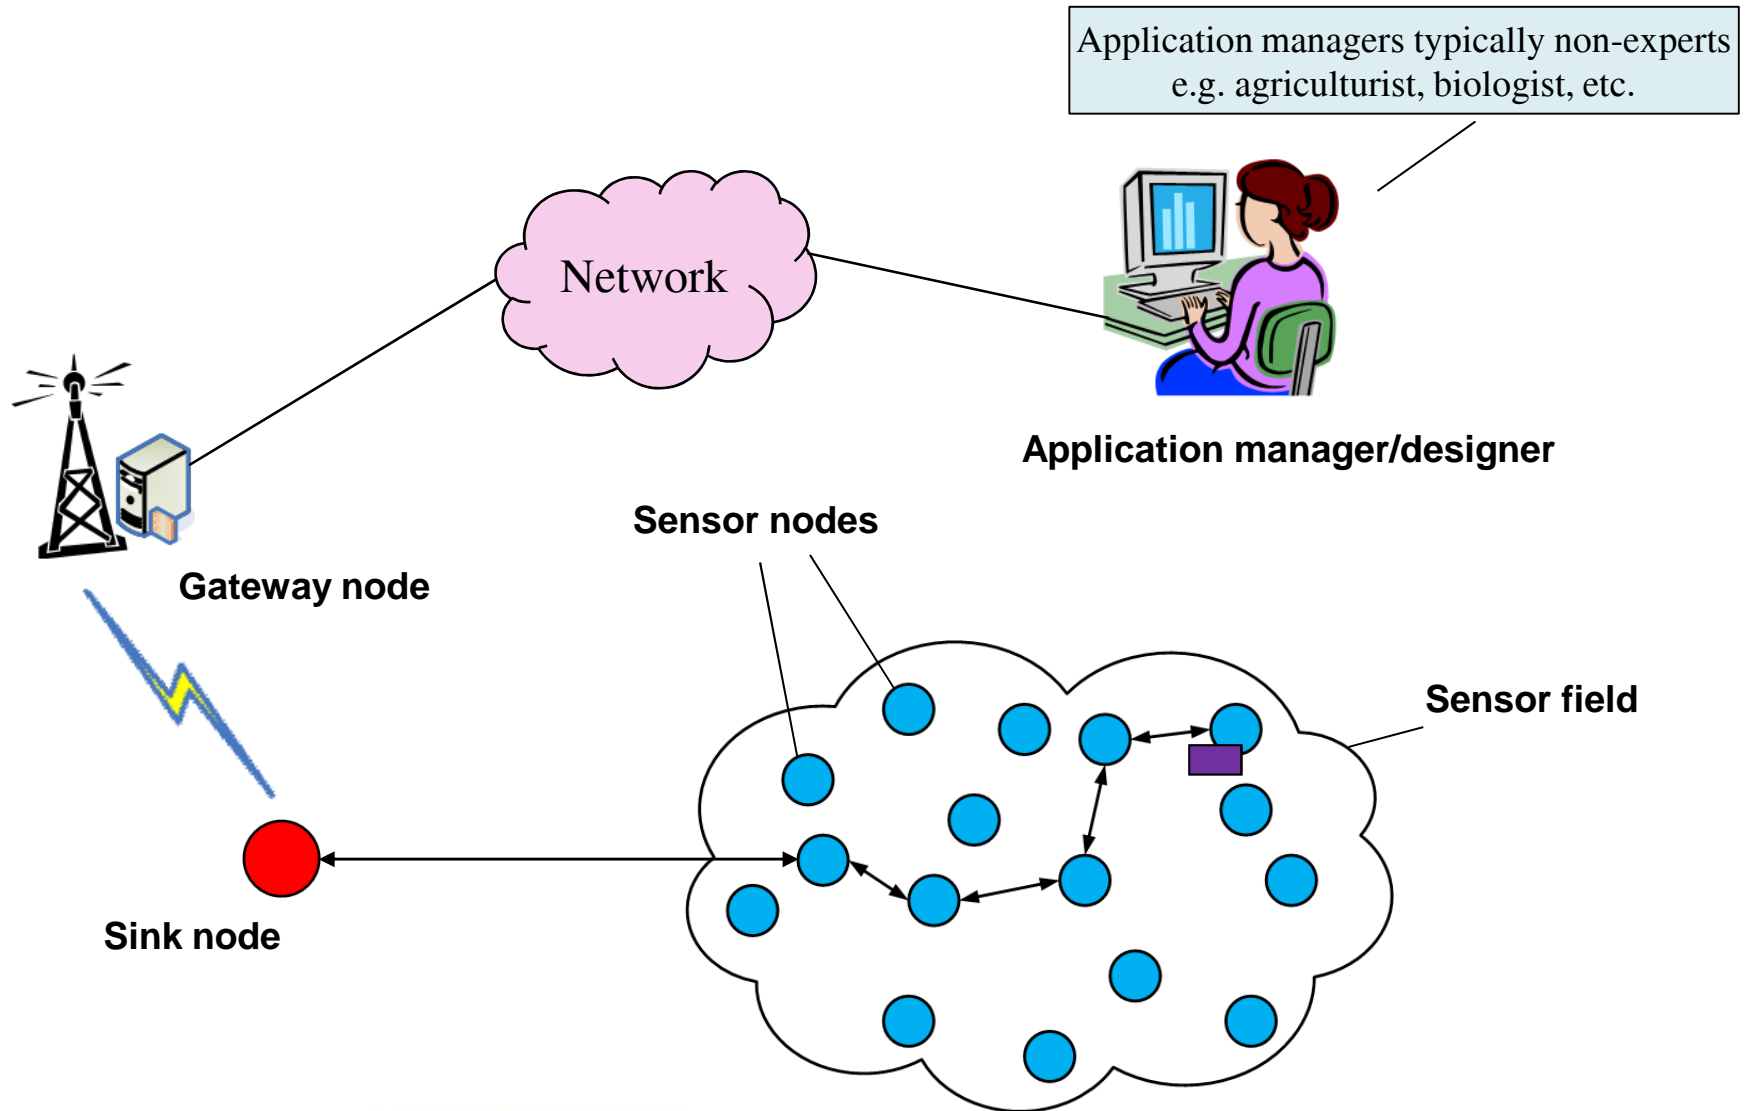 Application managers typically non-experts
e.g. agriculturist, biologist, etc.
Network
Application manager/designer
Sensor nodes
Gateway node
Sensor field
Sink node